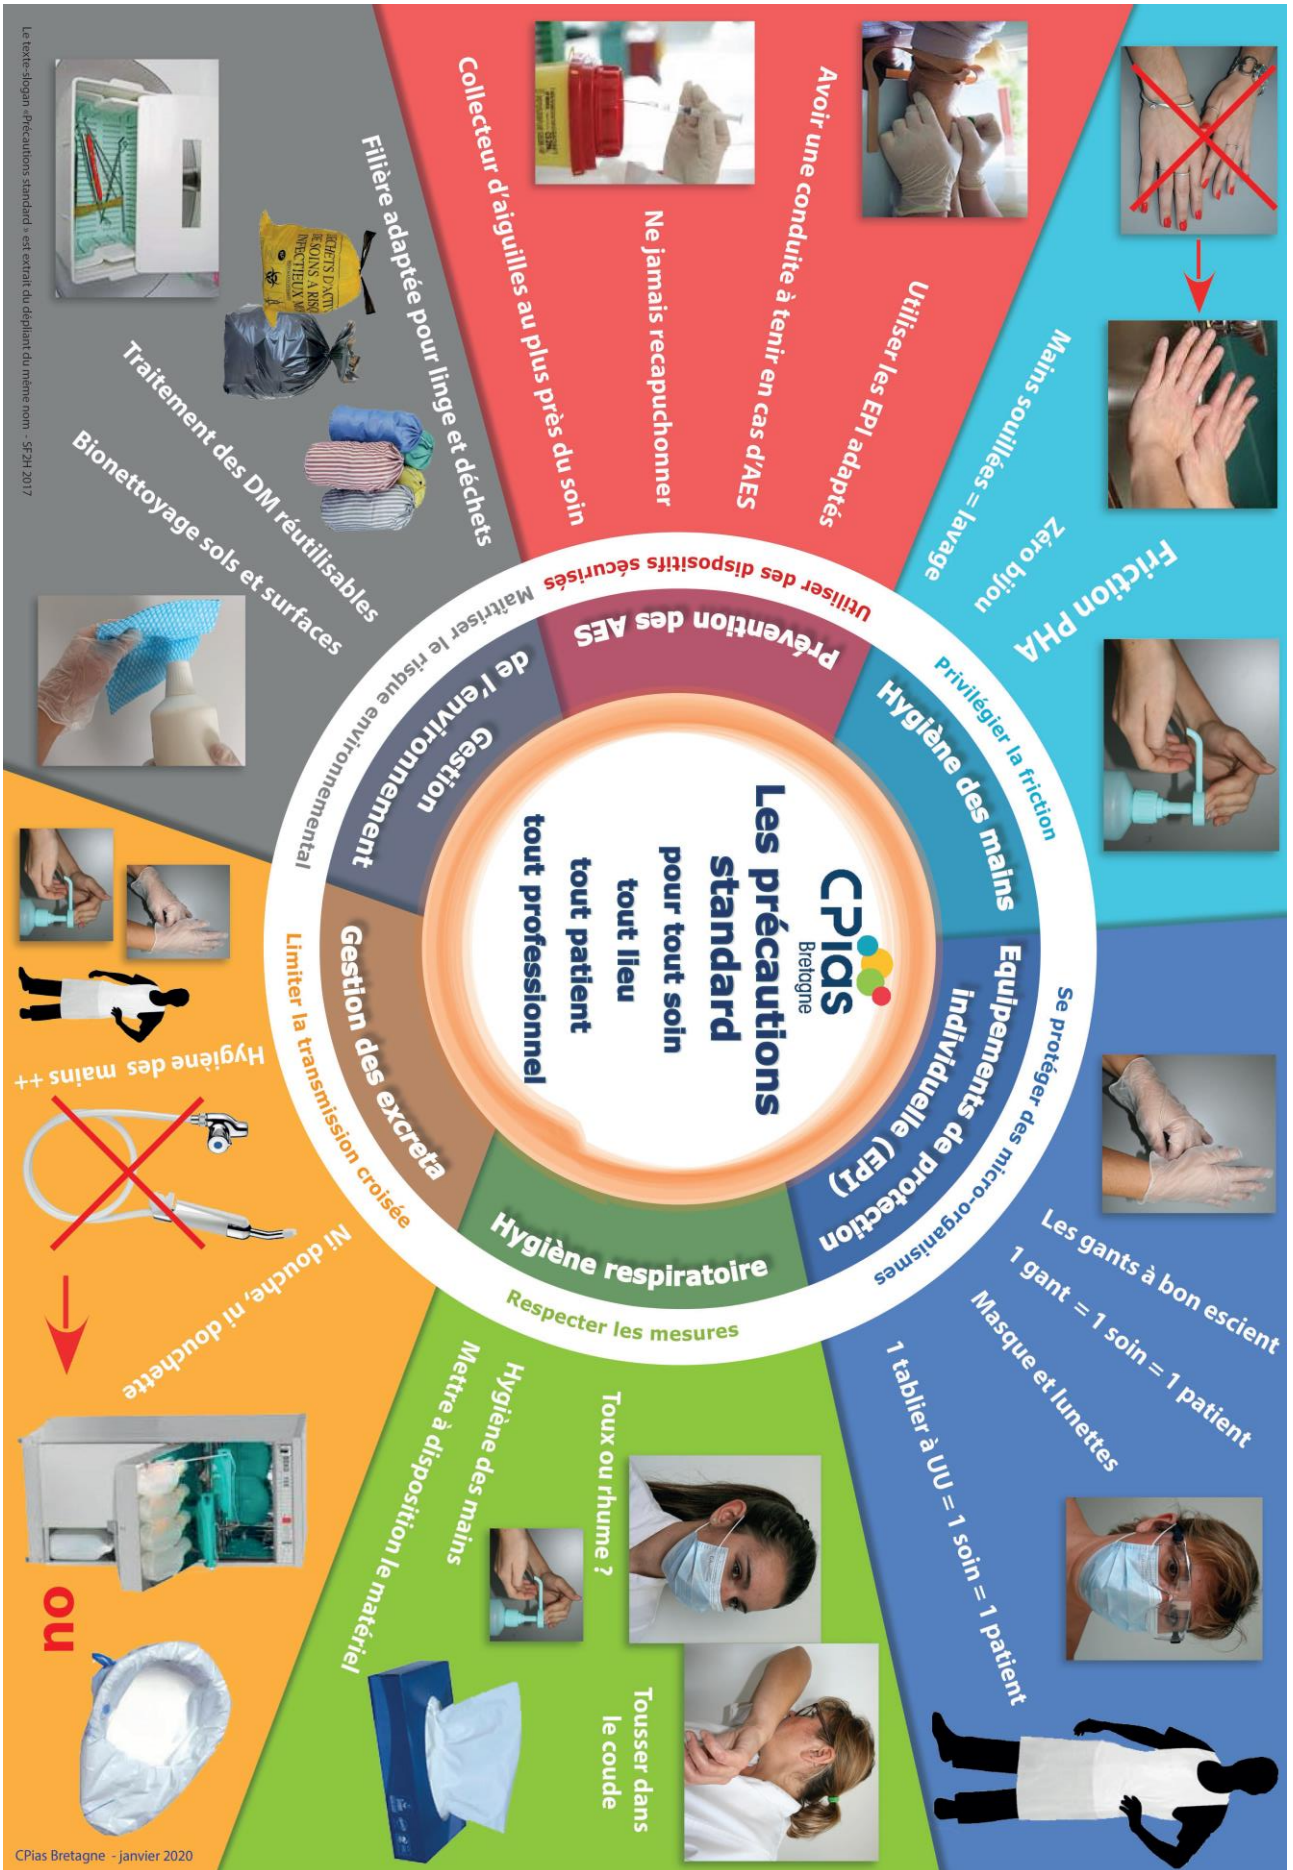 CPias
Bretagne
Les précautions
standard
pour tout soin
tout lieu
tout patient
tout professionnel
Hygiène des mains
Privilégier la friction
Mains souillées = lavage
Zéro bijou
Friction PHA
Equipements de protection
individuelle (EPI)
Se protéger des micro-organismes
Les gants à bon escient
1 gant = 1 soin = 1 patient
Masque et lunettes
1 tablier à UU = 1 soin = 1 patient
Hygiène respiratoire
Respecter les mesures
Toux ou rhume ?
Tousser dans
le coude
Hygiène des mains
Mettre à disposition le matériel
Gestion des excreta
Limiter la transmission croisée
Hygiène des mains ++
Ni douche, ni douchette
ou
Gestion
de l'environnement
Maîtriser le risque environnemental
Filière adaptée pour linge et déchets
Traitement des DM réutilisables
Bionettoyage sols et surfaces
Prévention des AES
Utiliser des dispositifs sécurisés
Collecteur d'aiguilles au plus près du soin
Ne jamais recapuchonner
Avoir une conduite à tenir en cas d'AES
Utiliser les EPI adaptés
Le texte-slogan «Précautions standard » est extrait du dépliant du même nom - SF2H 2017
CPias Bretagne - janvier 2020